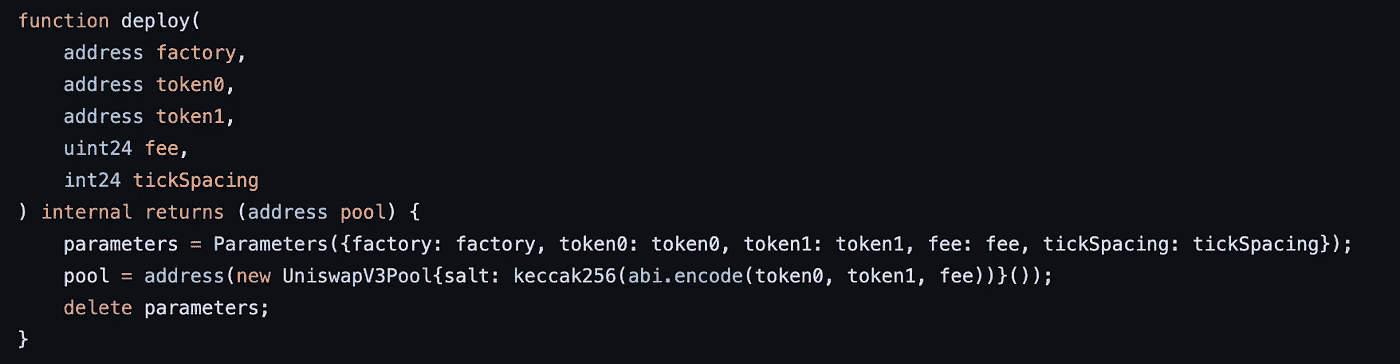 function deploy(
    address factory,
    address token0,
    address token1,
    uint24 fee,
    int24 tickSpacing
) internal returns (address pool) {
    parameters = Parameters({factory: factory, token0: token0, token1: token1, fee: fee, tickSpacing: tickSpacing});
    pool = address(new UniswapV3Pool{salt: keccak256(abi.encode(token0, token1, fee))}());
    delete parameters;
}